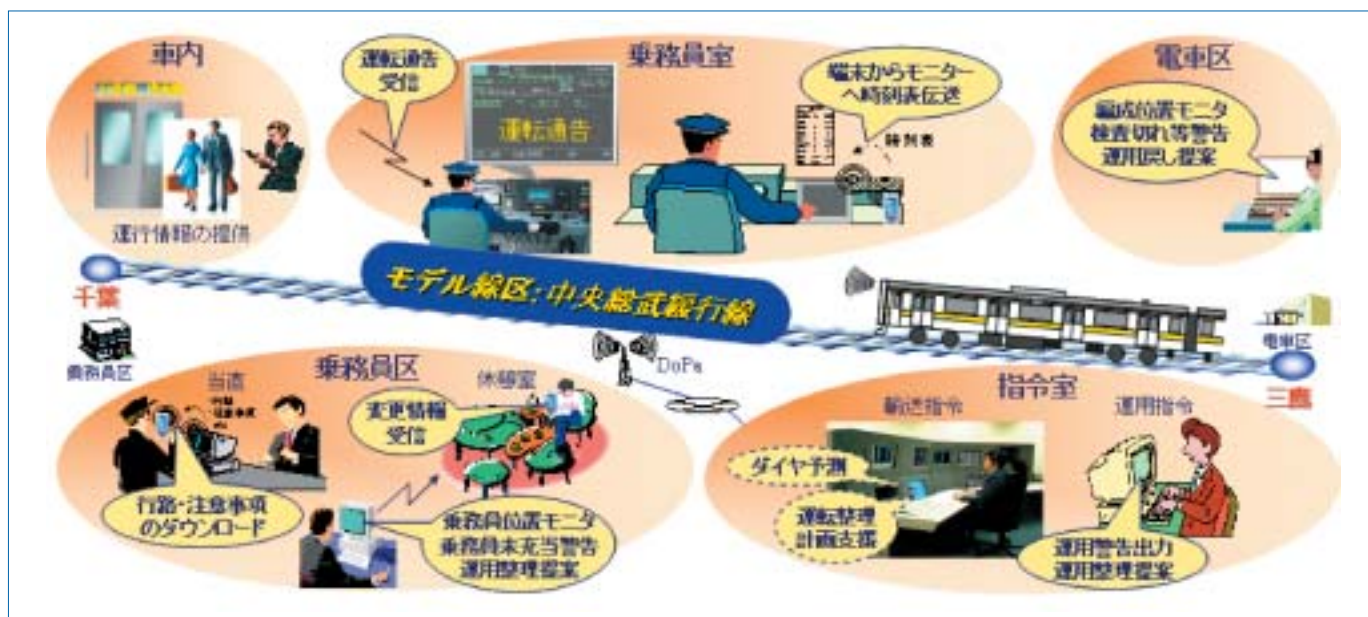 車内
運行情報の提供
運転通告
受信
乗務員室
運転通告
端末からモニター
へ時刻表伝送
時刻表
電車区
編成位置モニタ
検査切れ等警告
運用戻し提案
千葉
乗務員区
モデル線区:中央総武緩行線
DoPa
電車区
三鷹
乗務員区
当直
行路・注意事項
のダウンロード
休憩室
変更情報
受信
乗務員位置モニタ
乗務員未充当警告
運用整理提案
指令室
輸送指令
ダイヤ予測
運転整理
計画支援
運用指令
運用警告出力
運用整理提案